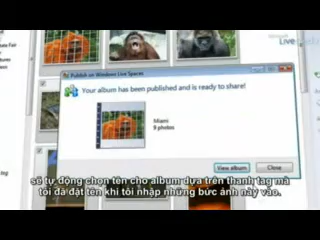 Publish on Windows Live Spaces
Your album has been published and is ready to share!
Miami
9 photos
View album
Close
sẽ tự động chọn tên cho album dựa trên thanh tag mà
tôi đã đặt tên khi tôi nhập những bức ảnh này vào.